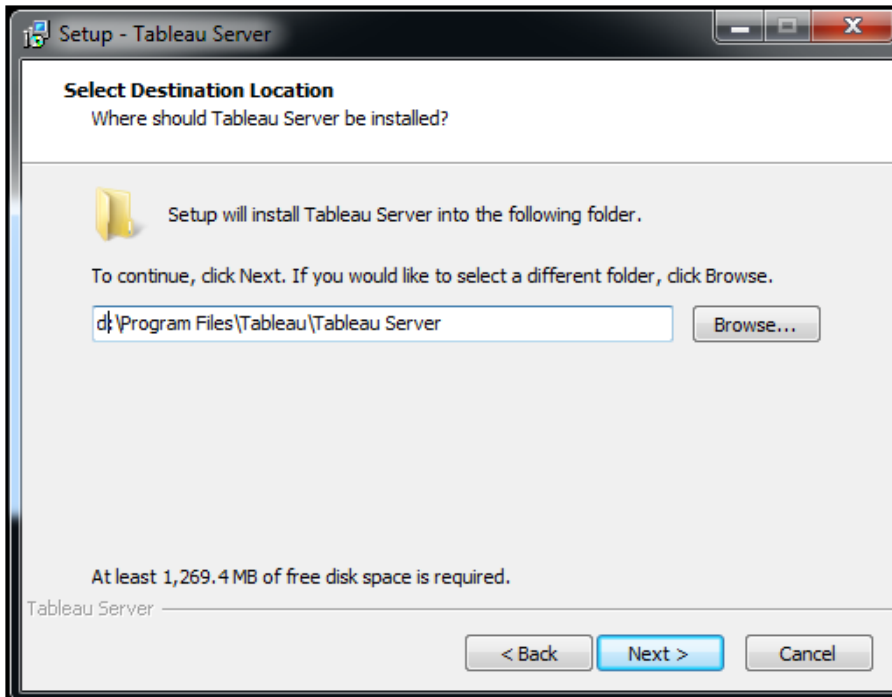 Setup - Tableau Server
Select Destination Location
Where should Tableau Server be installed?
Setup will install Tableau Server into the following folder.
To continue, click Next. If you would like to select a different folder, click Browse.
d:\Program Files\Tableau\Tableau Server
Browse...
At least 1,269.4 MB of free disk space is required.
Tableau Server
< Back
Next >
Cancel